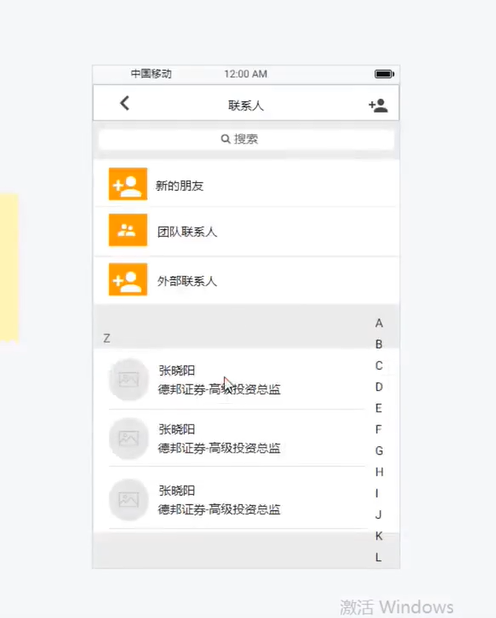 中国移动 12:00 AM
联系人
搜索
新的朋友
团队联系人
外部联系人
Z
张晓阳
德邦证券-高级投资总监
张晓阳
德邦证券-高级投资总监
张晓阳
德邦证券-高级投资总监
A
B
C
D
E
F
G
H
I
J
K
L
激活 Windows